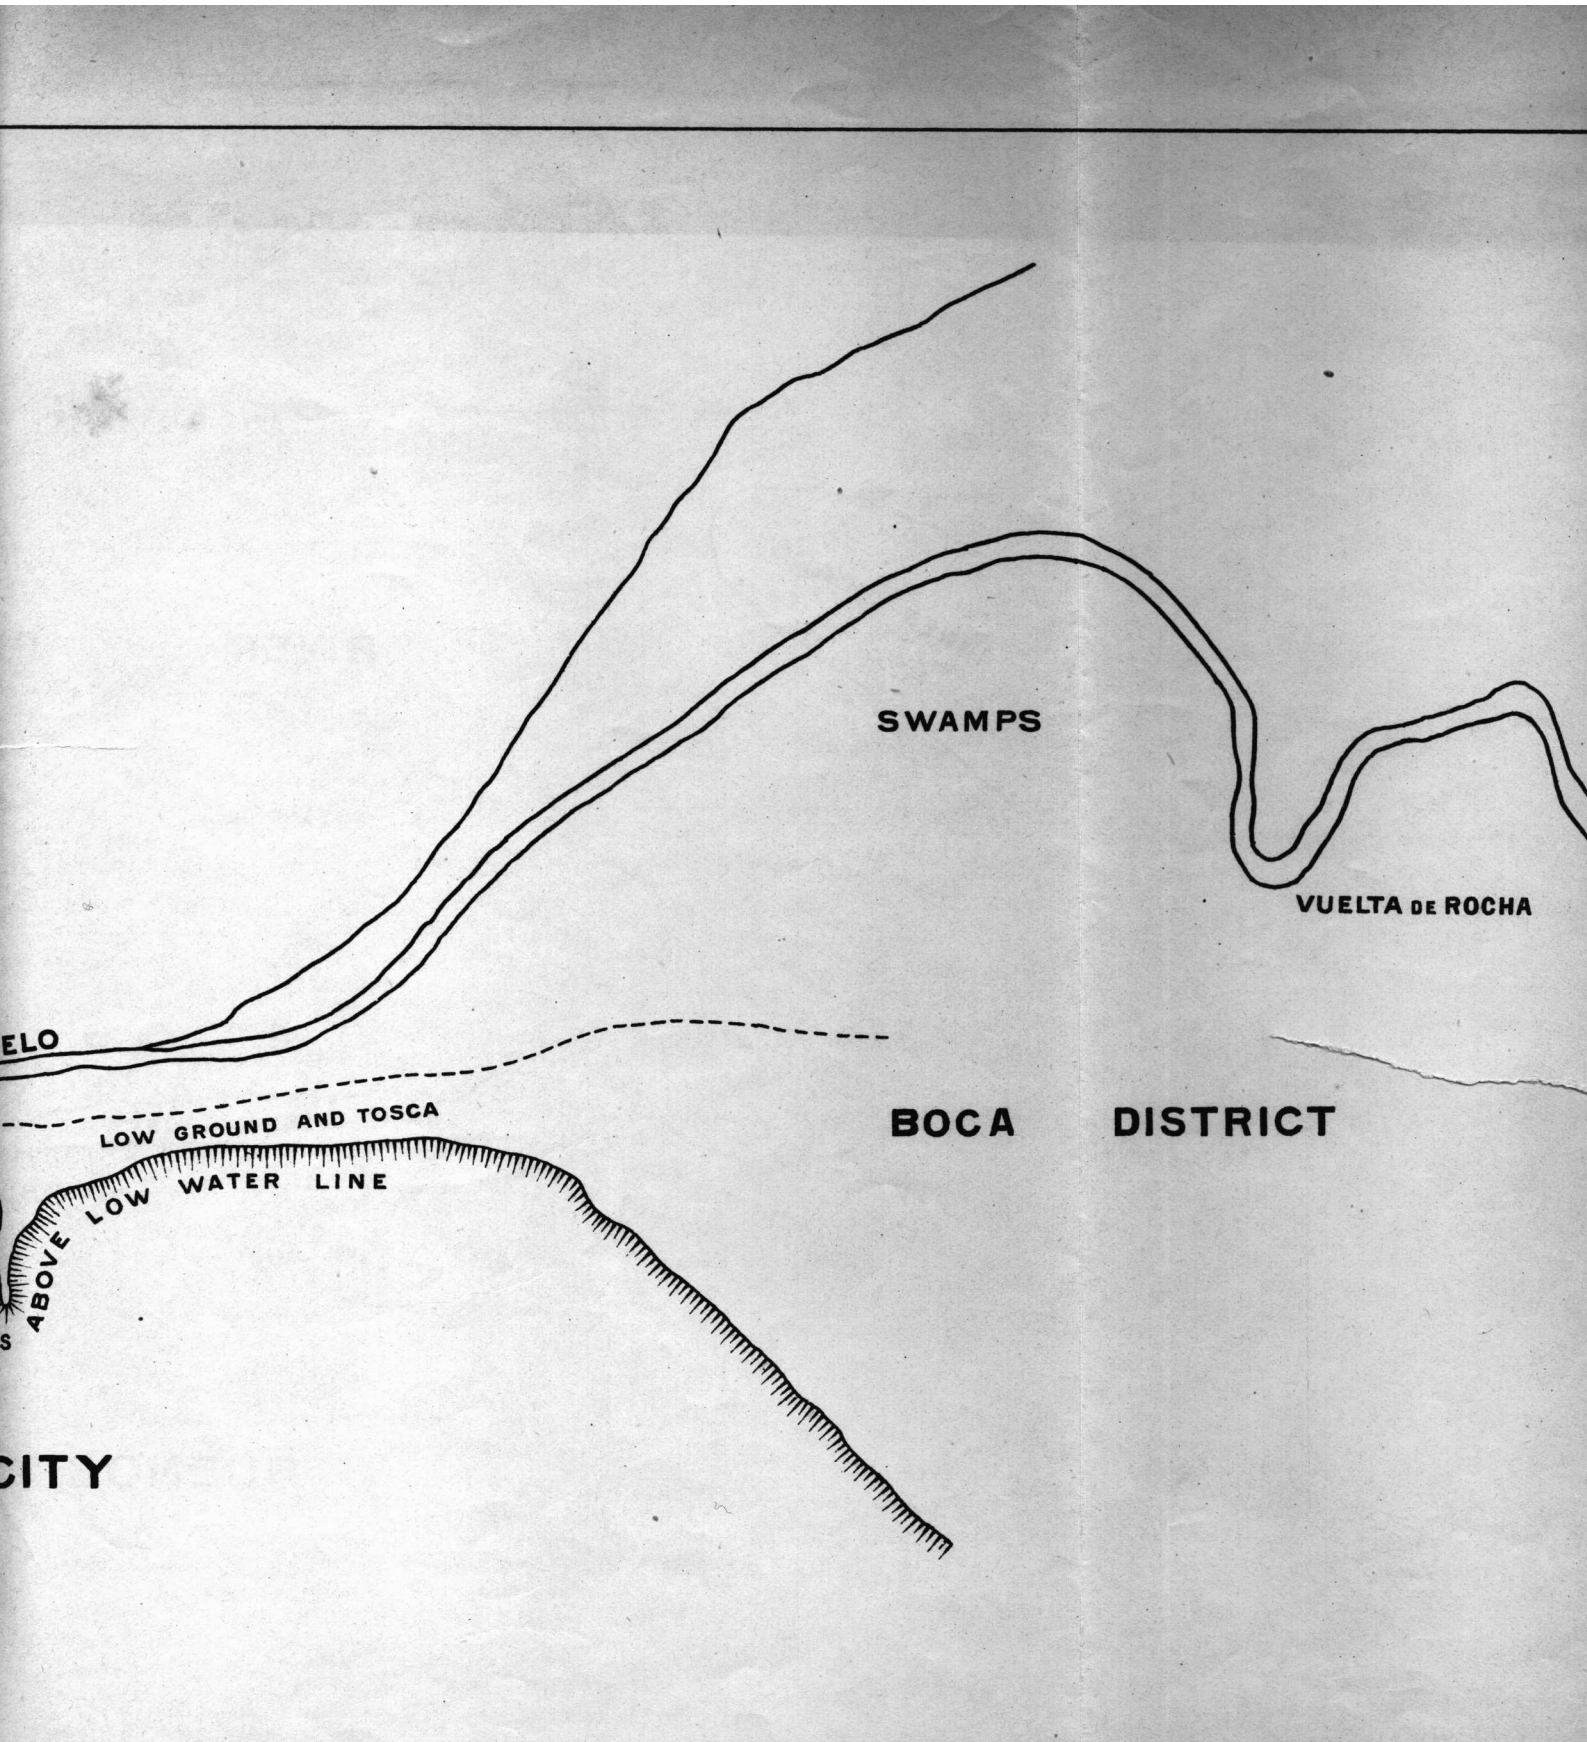 SWAMPS
VUELTA DE ROCHA
ELO
LOW GROUND AND TOSCA
BOCA DISTRICT
ABOVE LOW WATER LINE
S
CITY